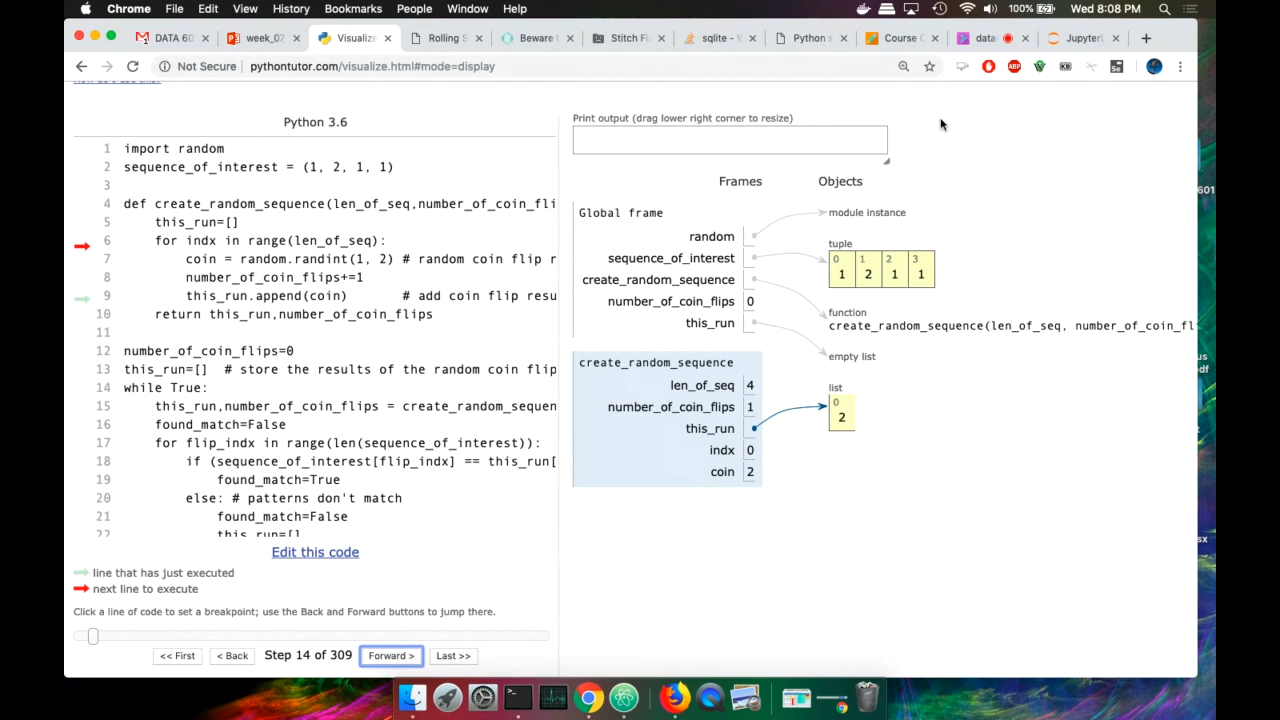 Chrome File Edit View History Bookmarks People Window Help 100% Wed 8:08 PM
DATA 60 week_07 Visualize Rolling S Beware t Stitch Fi sqlite - V Python s Course C data JupyterL
Not Secure pythontutor.com/visualize.html#mode=display
Python 3.6
1 import random
2 sequence_of_interest = (1, 2, 1, 1)
3
4 def create_random_sequence(len_of_seq,number_of_coin_fli
5 this_run=[]
6 for indx in range(len_of_seq):
7 coin = random.randint(1, 2) # random coin flip r
8 number_of_coin_flips+=1
9 this_run.append(coin) # add coin flip resu
10 return this_run,number_of_coin_flips
11
12 number_of_coin_flips=0
13 this_run=[] # store the results of the random coin flip
14 while True:
15 this_run,number_of_coin_flips = create_random_sequen
16 found_match=False
17 for flip_indx in range(len(sequence_of_interest)):
18 if (sequence_of_interest[flip_indx] == this_run[
19 found_match=True
20 else: # patterns don't match
21 found_match=False
22 this_run=[]
Edit this code
line that has just executed
next line to execute
Click a line of code to set a breakpoint; use the Back and Forward buttons to jump there.
<< First < Back Step 14 of 309 Forward > Last >>
Print output (drag lower right corner to resize)
Frames Objects
Global frame
random
sequence_of_interest
create_random_sequence
number_of_coin_flips 0
this_run
module instance
tuple
0 1 2 3
1 2 1 1
function
create_random_sequence(len_of_seq, number_of_coin_fl
empty list
create_random_sequence
len_of_seq 4
number_of_coin_flips 1
this_run
indx 0
coin 2
list
0
2
601
us
df
sx